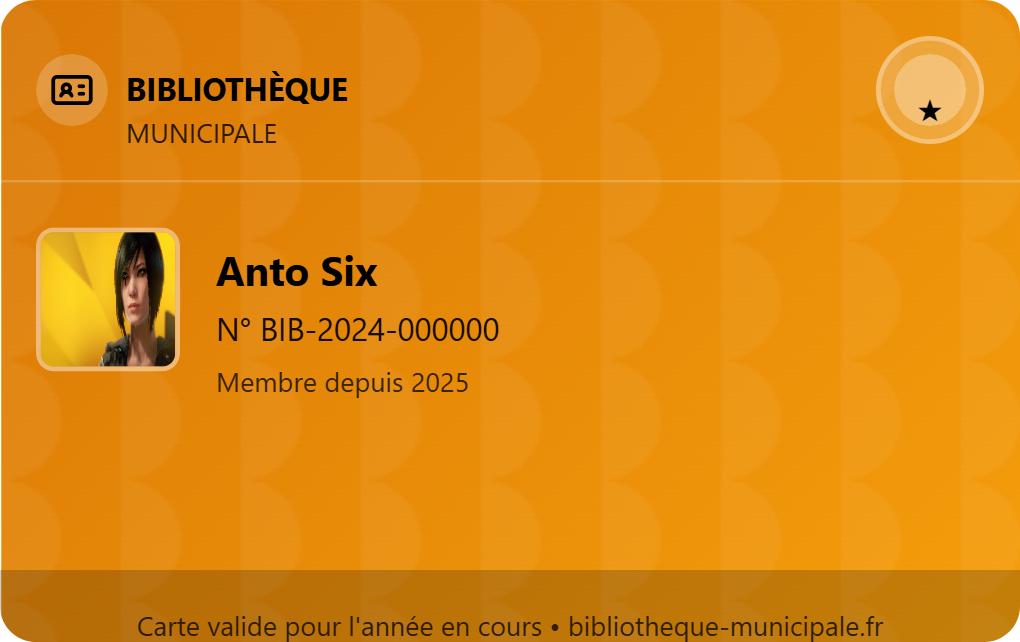 BIBLIOTHÈQUE
MUNICIPALE
Anto Six
N° BIB-2024-000000
Membre depuis 2025
Carte valide pour l'année en cours • bibliotheque-municipale.fr